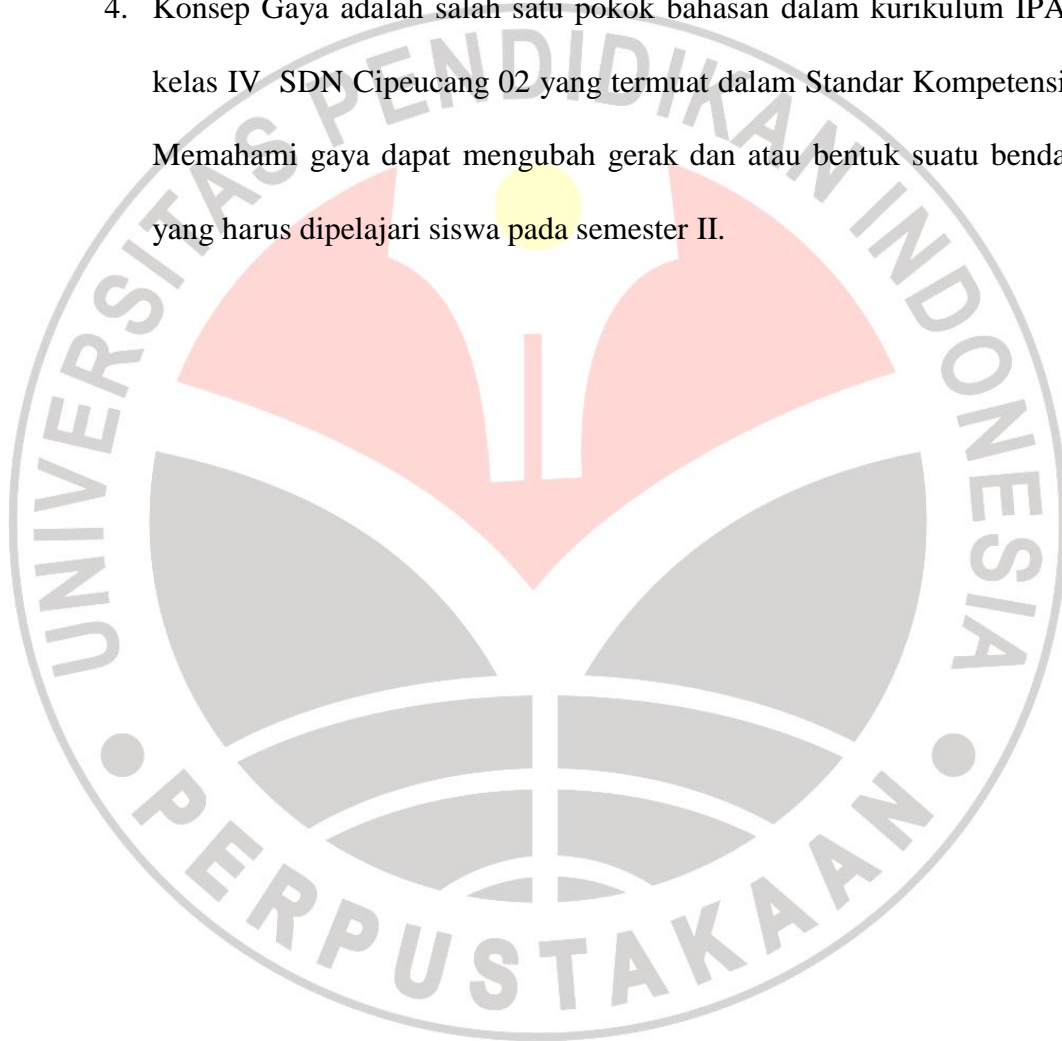 4. Konsep Gaya adalah salah satu pokok bahasan dalam kurikulum IPA
kelas IV SDN Cipeucang 02 yang termuat dalam Standar Kompetensi
Memahami gaya dapat mengubah gerak dan atau bentuk suatu benda
yang harus dipelajari siswa pada semester II.
UNIVERSITAS PENDIDIKAN INDONESIA
PERPUSTAKAAN